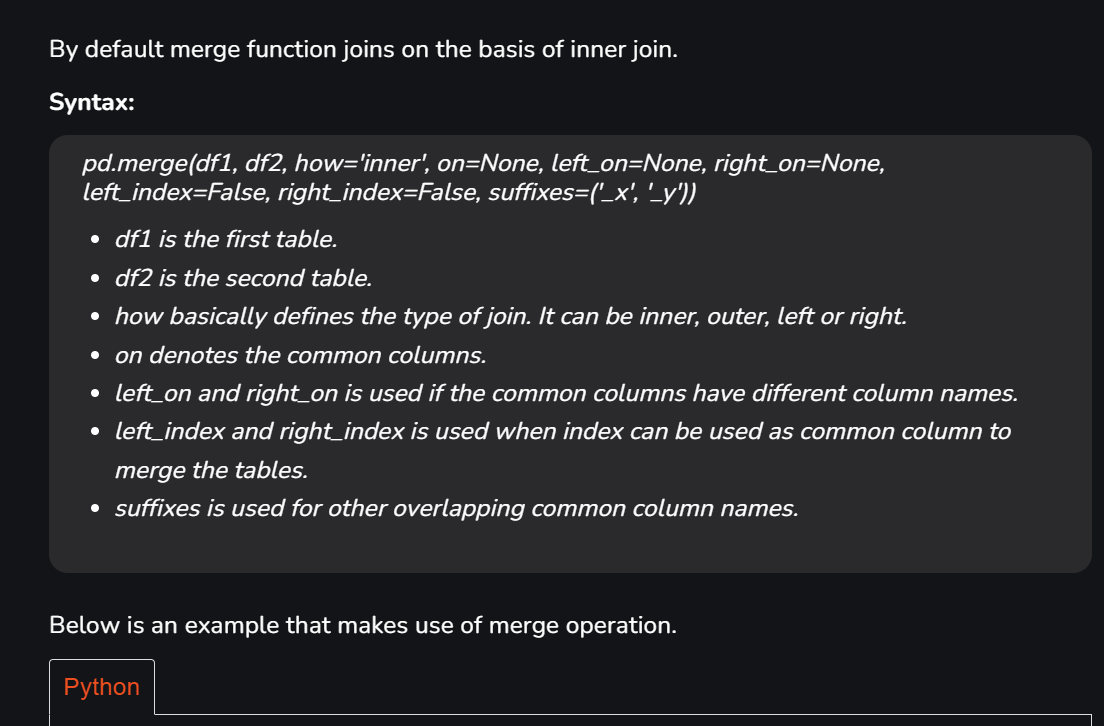 By default merge function joins on the basis of inner join.
Syntax:
pd.merge(df1, df2, how='inner', on=None, left_on=None, right_on=None,
left_index=False, right_index=False, suffixes=('_x', '_y'))
• df1 is the first table.
• df2 is the second table.
• how basically defines the type of join. It can be inner, outer, left or right.
• on denotes the common columns.
• left_on and right_on is used if the common columns have different column names.
• left_index and right_index is used when index can be used as common column to
merge the tables.
• suffixes is used for other overlapping common column names.
Below is an example that makes use of merge operation.
Python